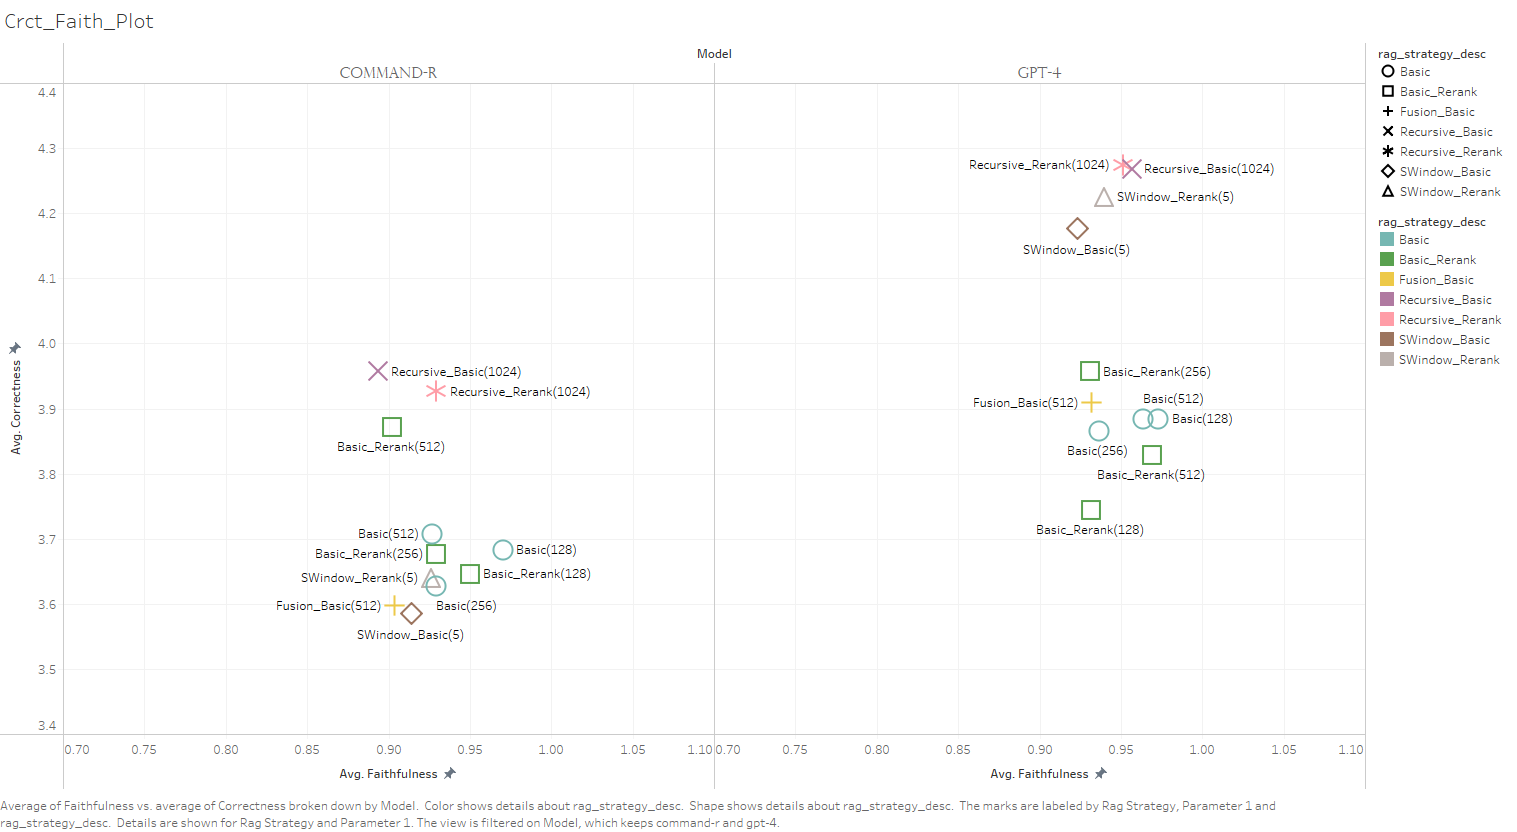 Crct_Faith_Plot
Model
COMMAND-R
GPT-4
4.4
4.3
4.2
4.1
4.0
3.9
3.8
3.7
3.6
3.5
3.4
Avg. Correctness
Recursive_Basic(1024)
Recursive_Rerank(1024)
Basic_Rerank(512)
Basic(512)
Basic_Rerank(256)
Basic(128)
SWindow_Rerank(5)
Basic_Rerank(128)
Fusion_Basic(512)
Basic(256)
SWindow_Basic(5)
Recursive_Rerank(1024)
Recursive_Basic(1024)
SWindow_Rerank(5)
SWindow_Basic(5)
Basic_Rerank(256)
Fusion_Basic(512)
Basic(512)
Basic(128)
Basic(256)
Basic_Rerank(512)
Basic_Rerank(128)
0.70 0.75 0.80 0.85 0.90 0.95 1.00 1.05 1.10
0.70 0.75 0.80 0.85 0.90 0.95 1.00 1.05 1.10
Avg. Faithfulness
Avg. Faithfulness
rag_strategy_desc
Basic
Basic_Rerank
Fusion_Basic
Recursive_Basic
Recursive_Rerank
SWindow_Basic
SWindow_Rerank
rag_strategy_desc
Basic
Basic_Rerank
Fusion_Basic
Recursive_Basic
Recursive_Rerank
SWindow_Basic
SWindow_Rerank
Average of Faithfulness vs. average of Correctness broken down by Model. Color shows details about rag_strategy_desc. Shape shows details about rag_strategy_desc. The marks are labeled by Rag Strategy, Parameter 1 and
rag_strategy_desc. Details are shown for Rag Strategy and Parameter 1. The view is filtered on Model, which keeps command-r and gpt-4.